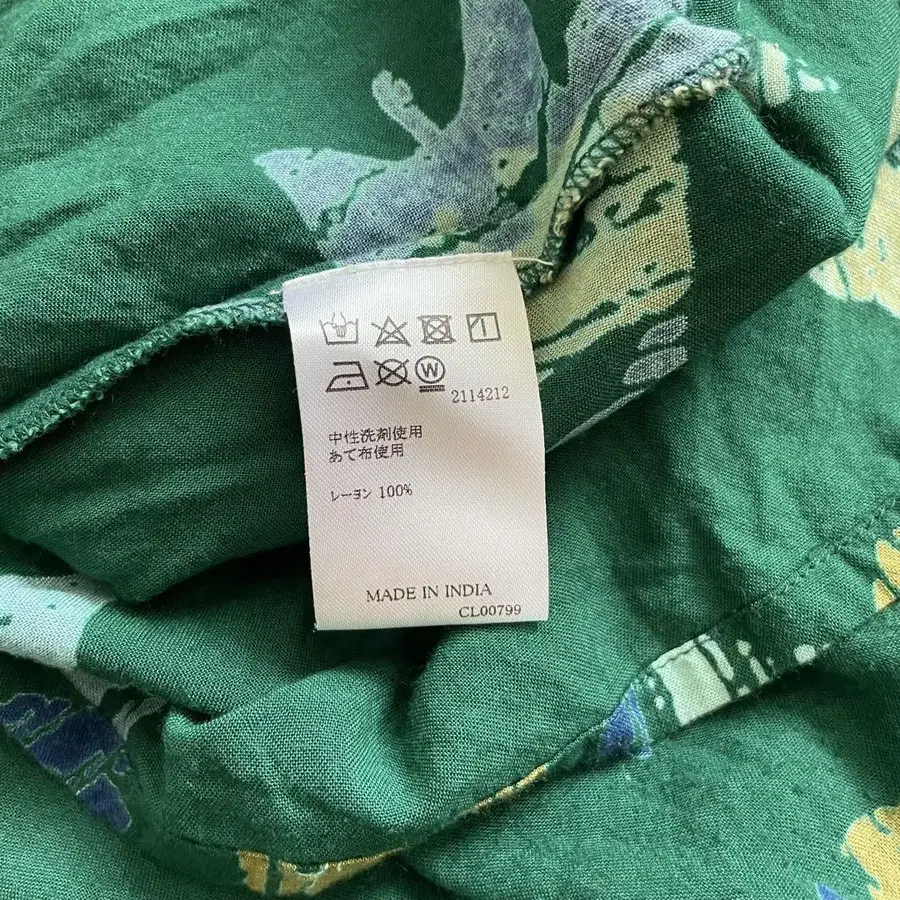 W
2114212
中性洗剤使用
あて布使用
レーヨン 100%
MADE IN INDIA
CL00799